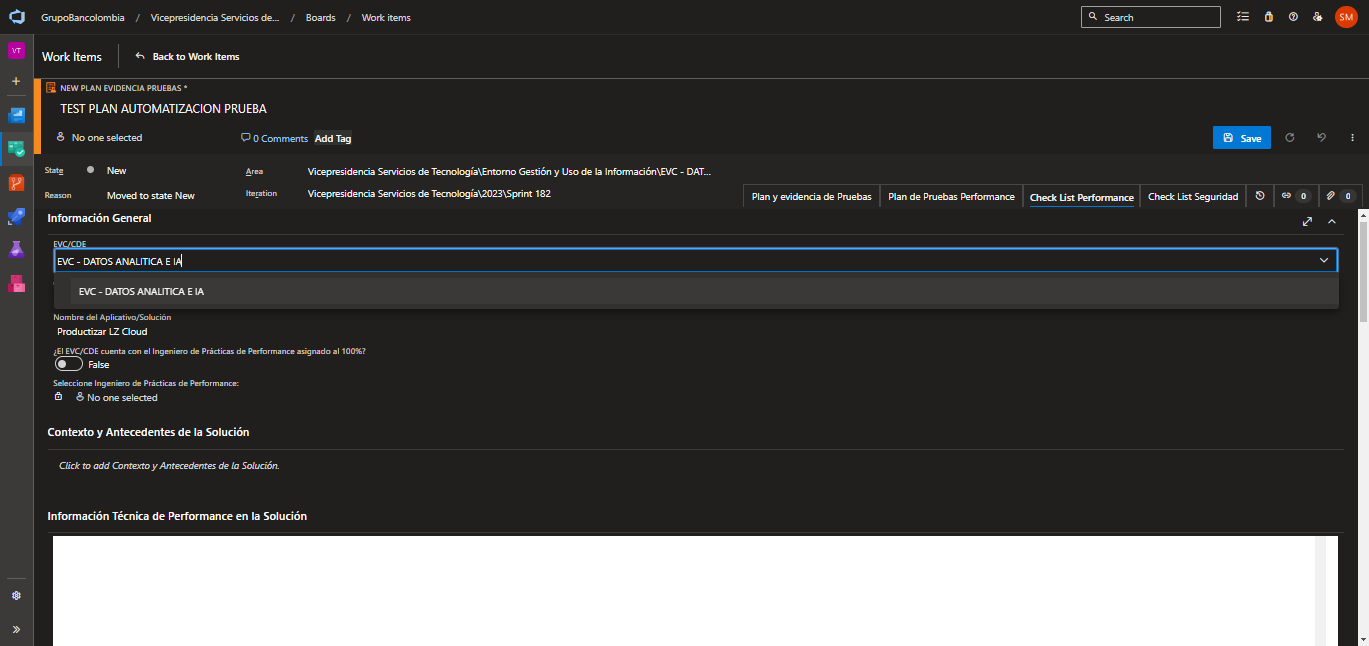 GrupoBancolombia / Vicepresidencia Servicios de... / Boards / Work items
Search
SM
VT
Work Items
Back to Work Items
NEW PLAN EVIDENCIA PRUEBAS *
TEST PLAN AUTOMATIZACION PRUEBA
No one selected
0 Comments
Add Tag
Save
State
New
Area
Vicepresidencia Servicios de Tecnología\Entorno Gestión y Uso de la Información\EVC - DAT...
Reason
Moved to state New
Iteration
Vicepresidencia Servicios de Tecnología\2023\Sprint 182
Plan y evidencia de Pruebas
Plan de Pruebas Performance
Check List Performance
Check List Seguridad
0
0
Información General
EVC/CDE
EVC - DATOS ANALITICA E IA
EVC - DATOS ANALITICA E IA
Nombre del Aplicativo/Solución
Productizar LZ Cloud
¿El EVC/CDE cuenta con el Ingeniero de Prácticas de Performance asignado al 100%?
False
Seleccione Ingeniero de Prácticas de Performance:
No one selected
Contexto y Antecedentes de la Solución
Click to add Contexto y Antecedentes de la Solución.
Información Técnica de Performance en la Solución